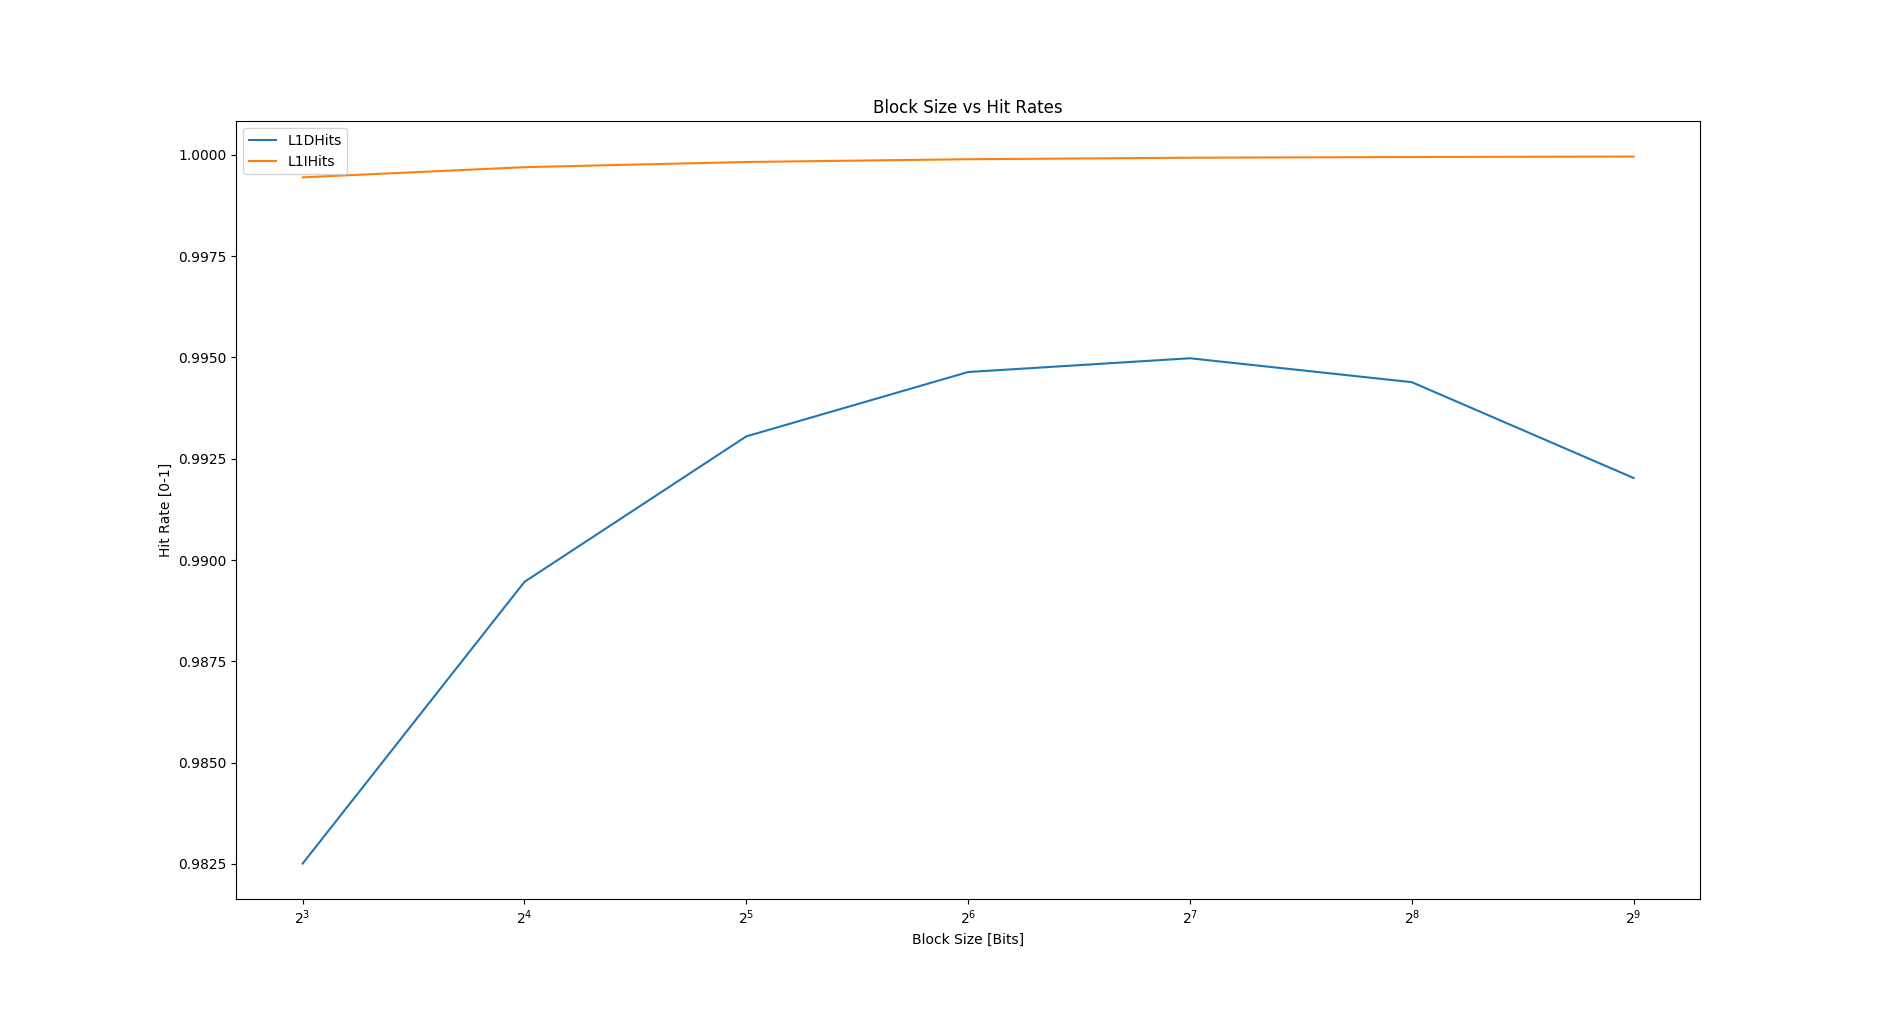 Block Size vs Hit Rates
L1DHits
L1IHits
1.0000
0.9975
0.9950
0.9925
0.9900
0.9875
0.9850
0.9825
Hit Rate [0-1]
2³ 2⁴ 2⁵ 2⁶ 2⁷ 2⁸ 2⁹
Block Size [Bits]